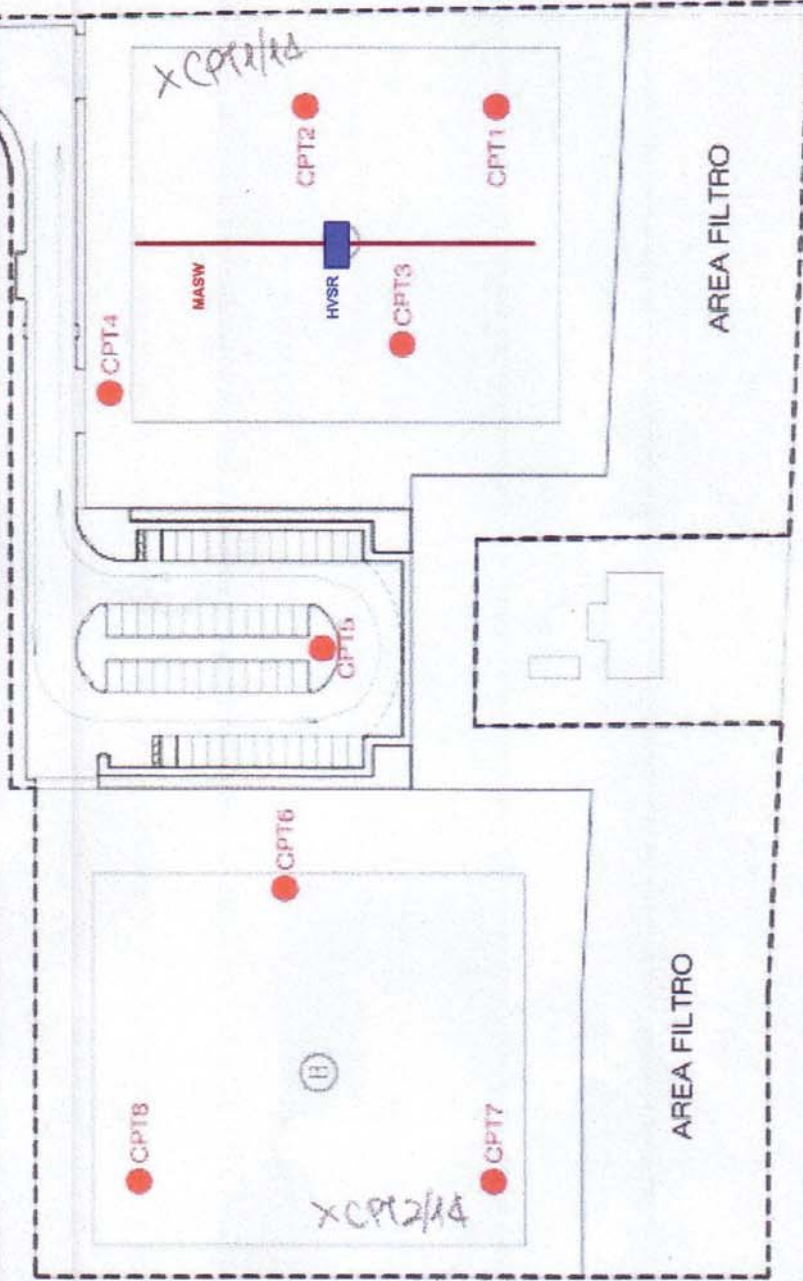 XCPT1/14
CPT2
CPT1
MASW
HVSR
CPT3
CPT4
AREA FILTRO
CPT5
CPT6
H
CPT8
CPT7
XCPT2/14
AREA FILTRO